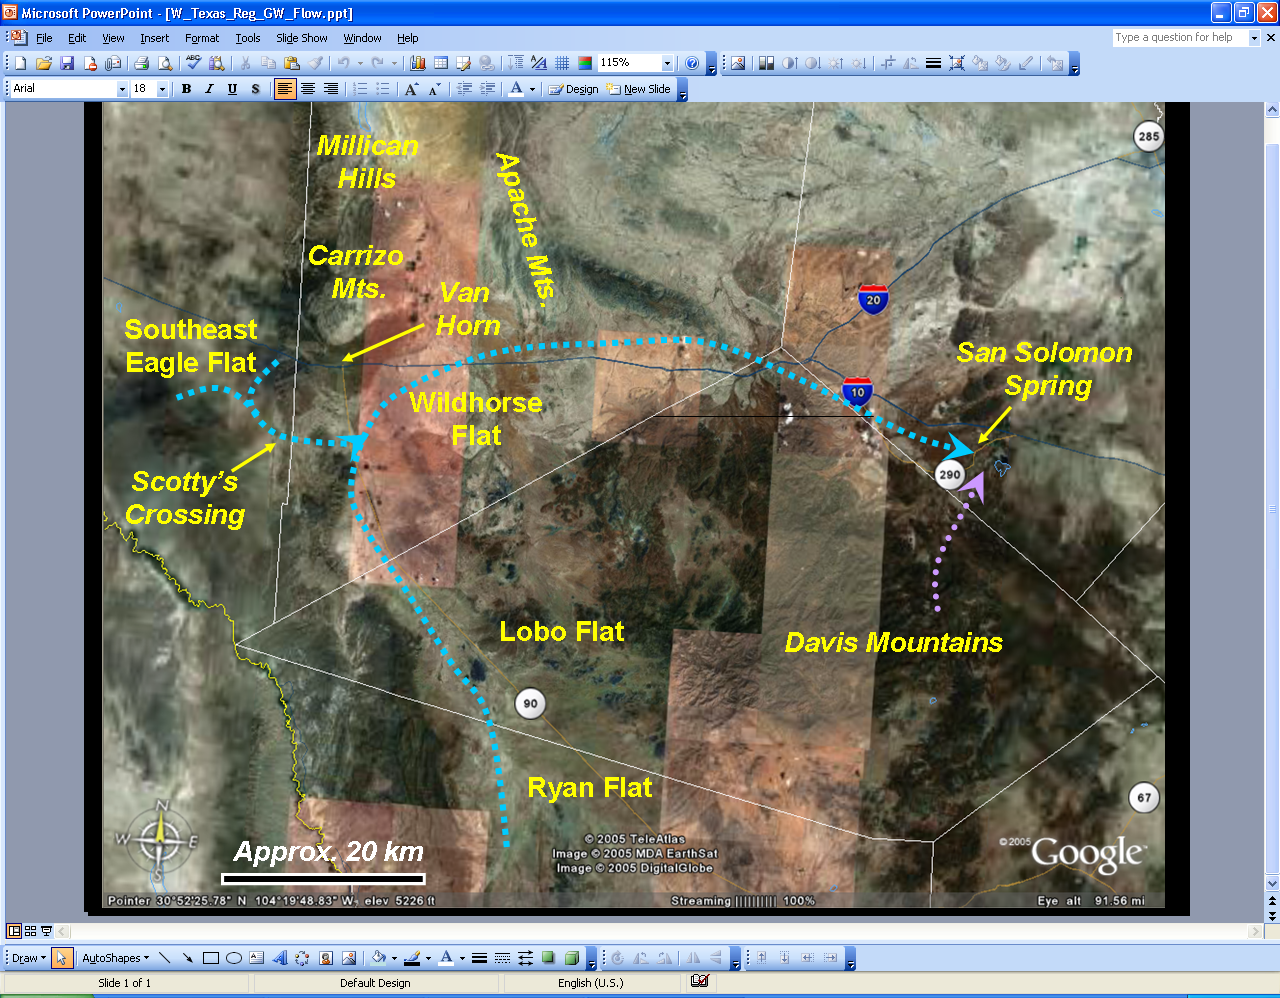 Microsoft PowerPoint - [W_Texas_Reg_GW_Flow.ppt]
File Edit View Insert Format Tools Slide Show Window Help
Type a question for help
115%
Arial 18 B I U S A A A Design New Slide
285
Millican
Hills
Apache Mts.
Carrizo
Mts.
Van
Horn
20
Southeast
Eagle Flat
San Solomon
Spring
10
Wildhorse
Flat
290
Scotty's
Crossing
Lobo Flat
Davis Mountains
90
Ryan Flat
67
N
W E
S
Approx. 20 km
© 2005 TeleAtlas
Image © 2005 MDA EarthSat
Image © 2005 DigitalGlobe
©2005 Google
Pointer 30°52'25.78" N 104°19'48.83" W elev 5226 ft Streaming 100% Eye alt 91.56 mi
Draw AutoShapes A A
Slide 1 of 1 Default Design English (U.S.)